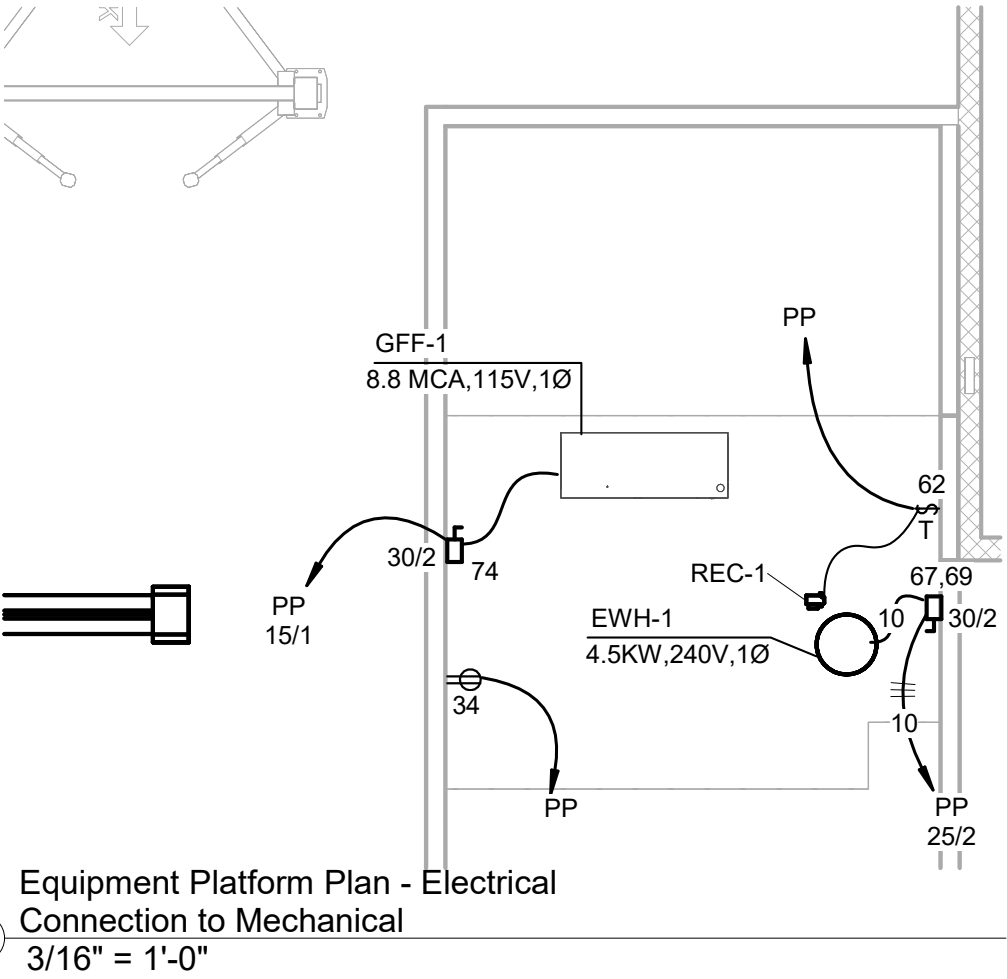 GFF-1
8.8 MCA,115V,1Ø
PP
62
T
30/2
74
PP
15/1
REC-1
67,69
10
30/2
EWH-1
4.5KW,240V,1Ø
34
10
PP
PP
25/2
Equipment Platform Plan - Electrical
Connection to Mechanical
3/16" = 1'-0"